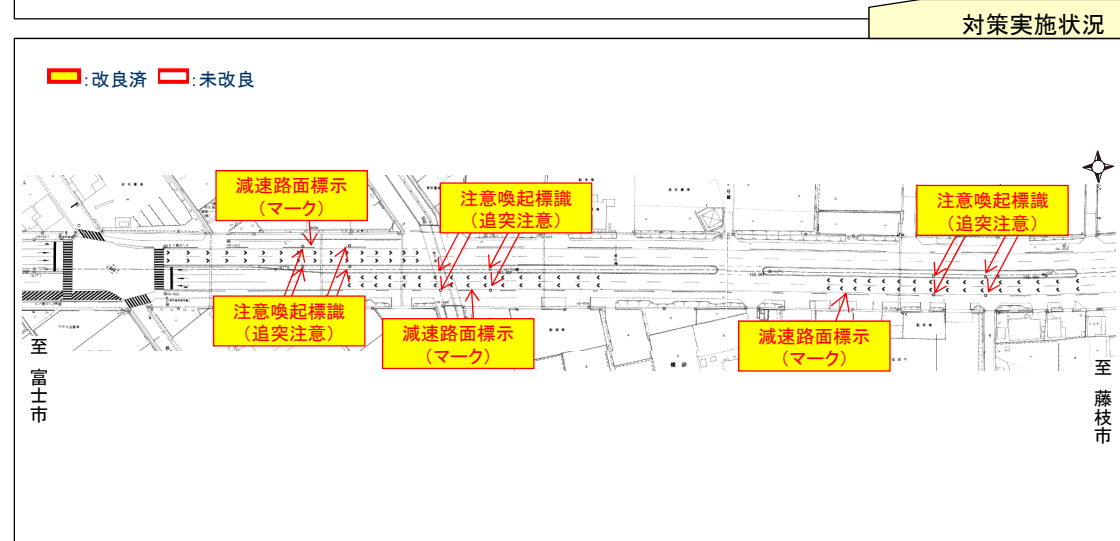 対策実施状況
:改良済 :未改良
減速路面標示
(マーク)
注意喚起標識
(追突注意)
注意喚起標識
(追突注意)
注意喚起標識
(追突注意)
減速路面標示
(マーク)
減速路面標示
(マーク)
至 富士市
至 藤枝市